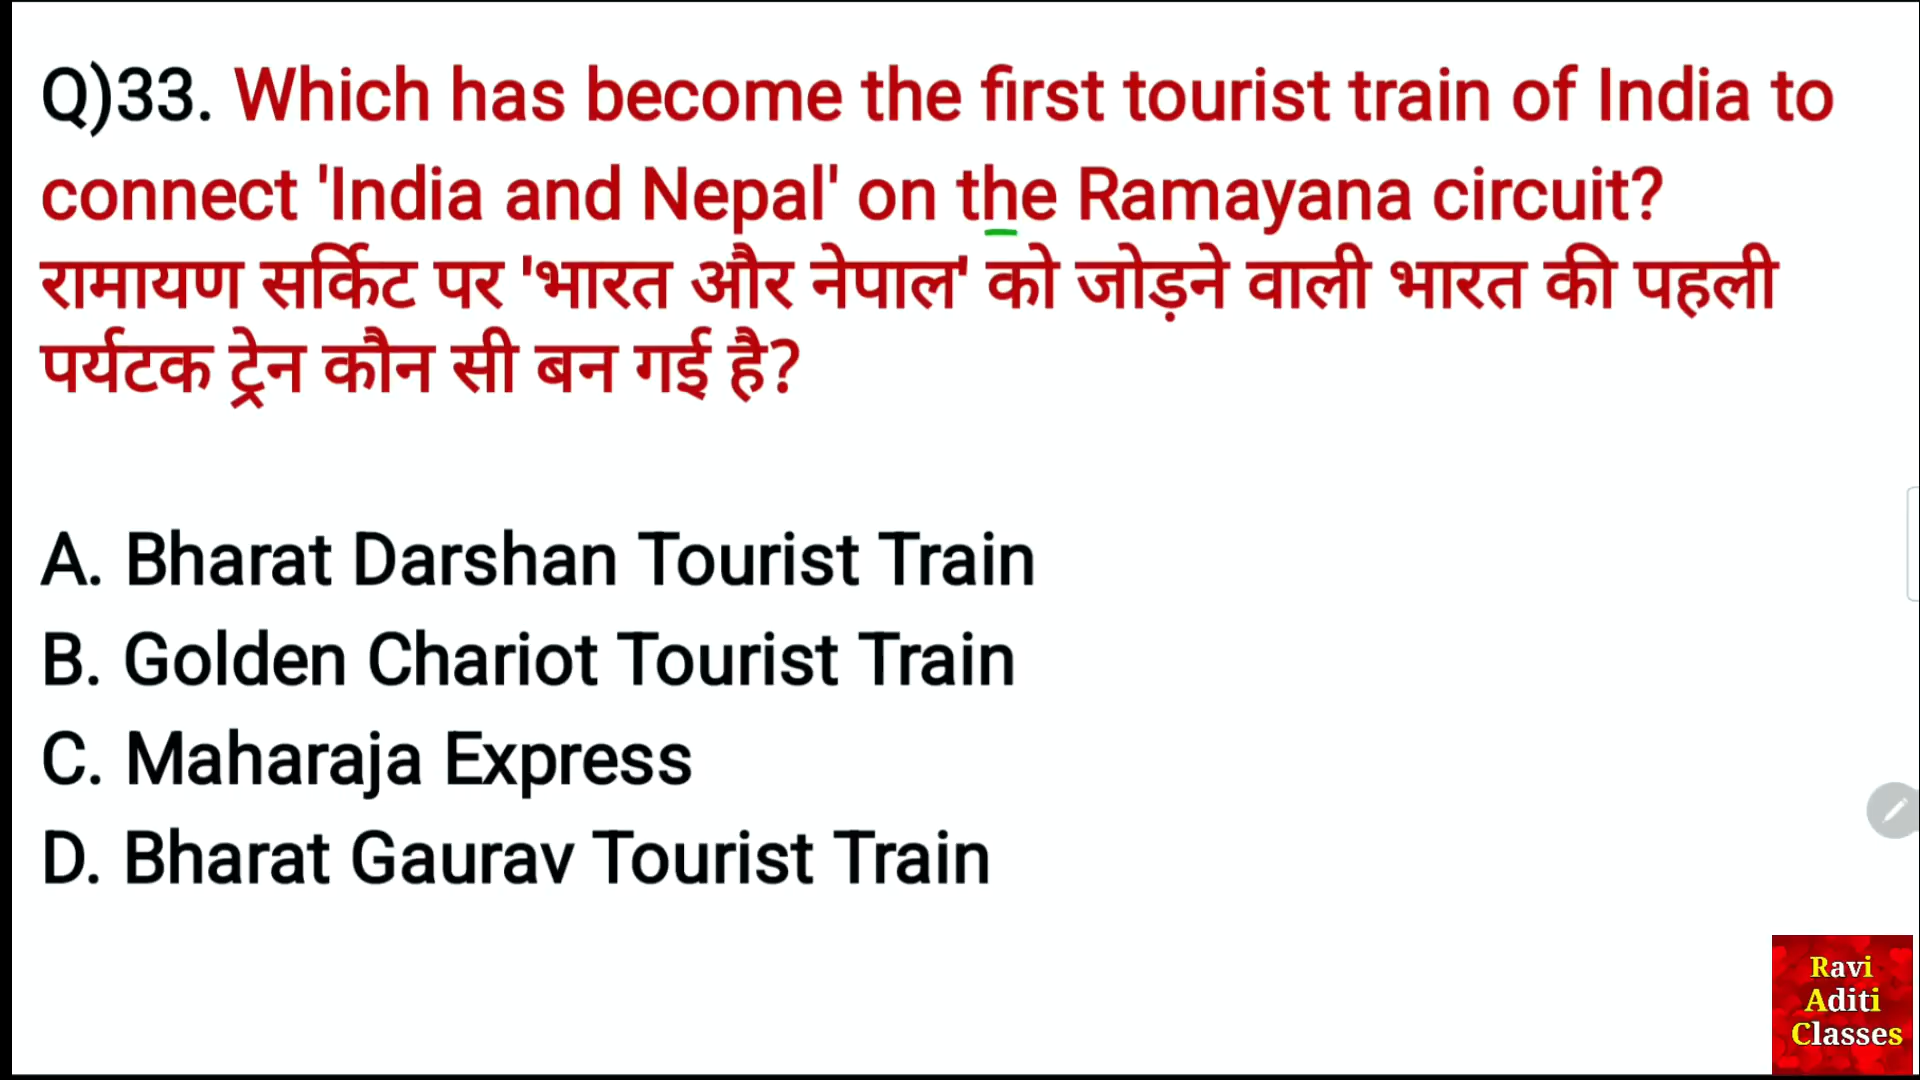 Q)33. Which has become the first tourist train of India to
connect 'India and Nepal' on the Ramayana circuit?
रामायण सर्किट पर 'भारत और नेपाल' को जोड़ने वाली भारत की पहली
पर्यटक ट्रेन कौन सी बन गई है?
A. Bharat Darshan Tourist Train
B. Golden Chariot Tourist Train
C. Maharaja Express
D. Bharat Gaurav Tourist Train
Ravi
Aditi
Classes